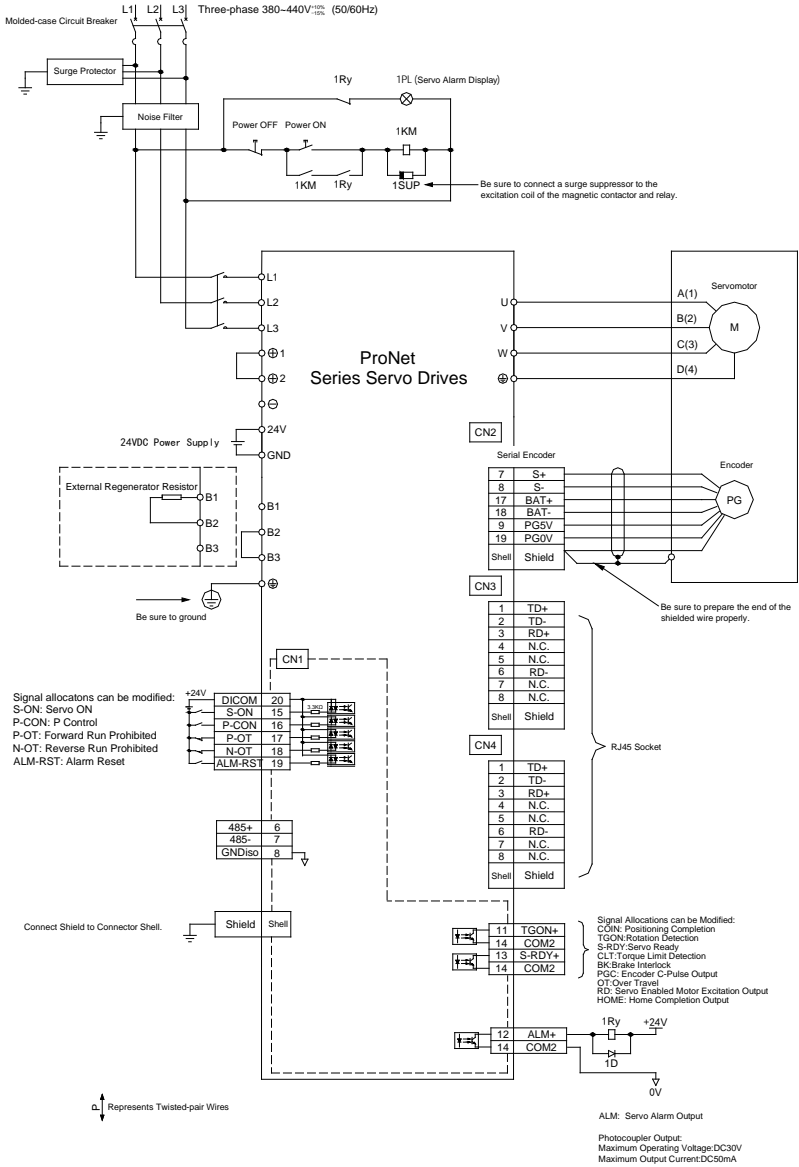 L1 L2 L3 Three-phase 380~440V +10% -15% (50/60Hz)
Molded-case Circuit Breaker
Surge Protector
Noise Filter
1Ry 1PL (Servo Alarm Display)
Power OFF Power ON
1KM
1KM 1Ry 1SUP
Be sure to connect a surge suppressor to the
excitation coil of the magnetic contactor and relay.
L1
L2
L3
1
2
24V
GND
24VDC Power Supply
External Regenerator Resistor
B1
B2
B3
B1
B2
B3
Be sure to ground
ProNet
Series Servo Drives
U
V
W
A(1)
B(2)
C(3)
D(4)
Servomotor
M
CN2
Serial Encoder
7 S+
8 S-
17 BAT+
18 BAT-
9 PG5V
19 PG0V
Shell Shield
Encoder
PG
Be sure to prepare the end of the
shielded wire properly.
CN3
1 TD+
2 TD-
3 RD+
4 N.C.
5 N.C.
6 RD-
7 N.C.
8 N.C.
Shell Shield
CN4
1 TD+
2 TD-
3 RD+
4 N.C.
5 N.C.
6 RD-
7 N.C.
8 N.C.
Shell Shield
RJ45 Socket
CN1
Signal allocatons can be modified:
S-ON: Servo ON
P-CON: P Control
P-OT: Forward Run Prohibited
N-OT: Reverse Run Prohibited
ALM-RST: Alarm Reset
+24V
DICOM 20
S-ON 15
P-CON 16
P-OT 17
N-OT 18
ALM-RST 19
3.3KΩ
485+ 6
485- 7
GNDiso 8
Connect Shield to Connector Shell.
Shield Shell
11 TGON+
14 COM2
13 S-RDY+
14 COM2
Signal Allocations can be Modified:
COIN: Positioning Completion
TGON:Rotation Detection
S-RDY:Servo Ready
CLT:Torque Limit Detection
BK:Brake Interlock
PGC: Encoder C-Pulse Output
OT:Over Travel
RD: Servo Enabled Motor Excitation Output
HOME: Home Completion Output
12 ALM+
14 COM2
1Ry +24V
1D
0V
P Represents Twisted-pair Wires
ALM: Servo Alarm Output
Photocoupler Output:
Maximum Operating Voltage:DC30V
Maximum Output Current:DC50mA